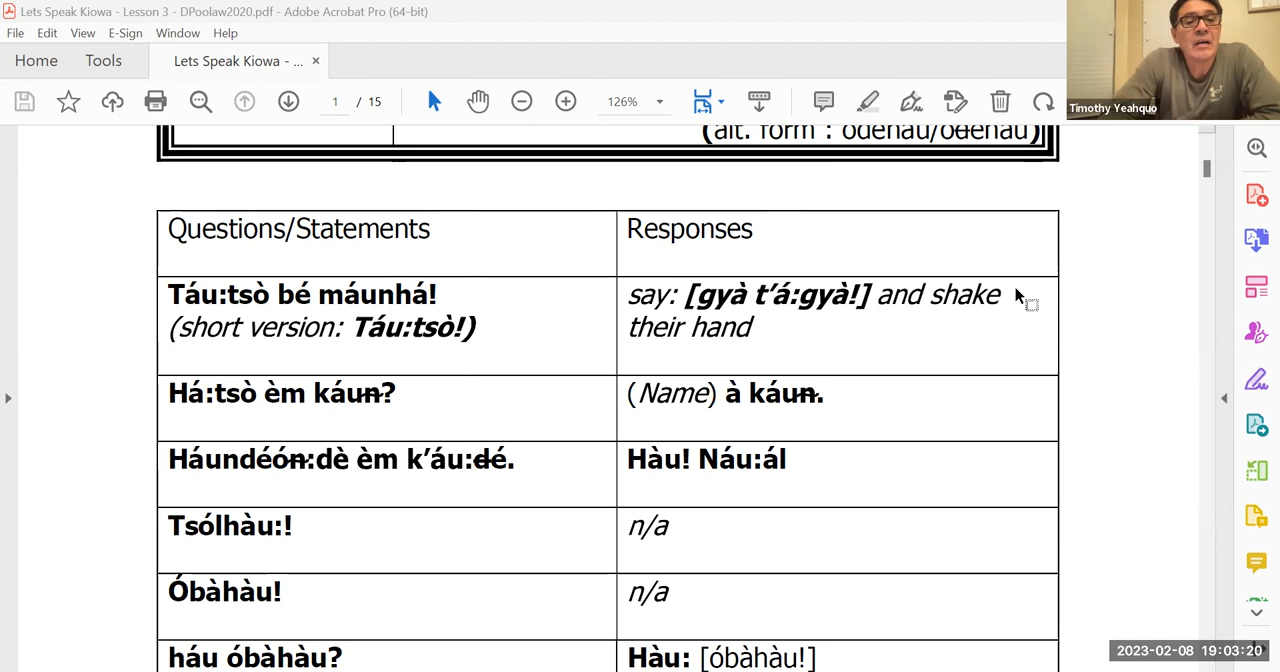 Lets Speak Kiowa - Lesson 3 - DPoolaw2020.pdf - Adobe Acrobat Pro (64-bit)
File Edit View E-Sign Window Help
Home Tools Lets Speak Kiowa - ... ×
1 / 15 126%
Timothy Yeahquo
(alt. form : òdenàu/òdenàu)
Questions/Statements Responses
Táu:tsò bé máunhá! say: [gyà t’á:gyà!] and shake
(short version: Táu:tsò!) their hand
Há:tsò èm káun? (Name) à káun.
Háundéón:dè èm k’áu:dé. Hàu! Náu:ál
Tsólhàu:! n/a
Óbàhàu! n/a
háu óbàhàu? Hàu: [óbàhàu!]
2023-02-08 19:03:20